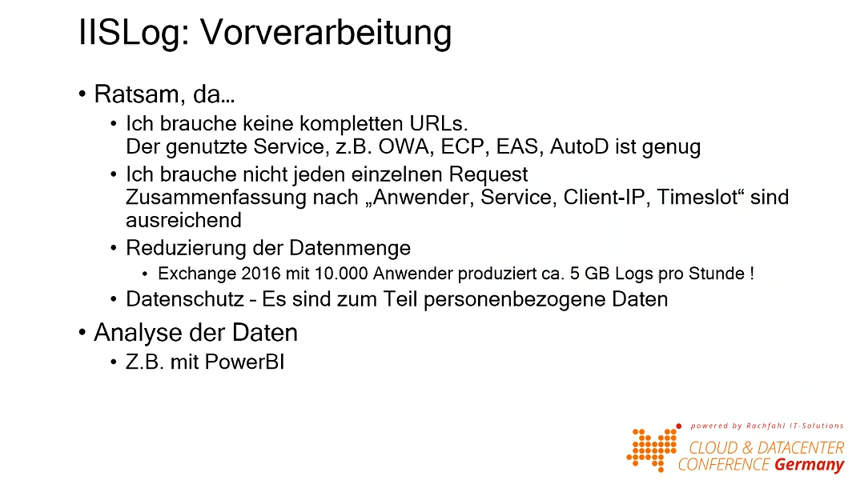 IISLog: Vorverarbeitung
• Ratsam, da...
• Ich brauche keine kompletten URLs.
Der genutzte Service, z.B. OWA, ECP, EAS, AutoD ist genug
• Ich brauche nicht jeden einzelnen Request
Zusammenfassung nach „Anwender, Service, Client-IP, Timeslot“ sind
ausreichend
• Reduzierung der Datenmenge
• Exchange 2016 mit 10.000 Anwender produziert ca. 5 GB Logs pro Stunde !
• Datenschutz - Es sind zum Teil personenbezogene Daten
• Analyse der Daten
• Z.B. mit PowerBI
powered by Rachfahl IT-Solutions
CLOUD & DATACENTER
CONFERENCE Germany